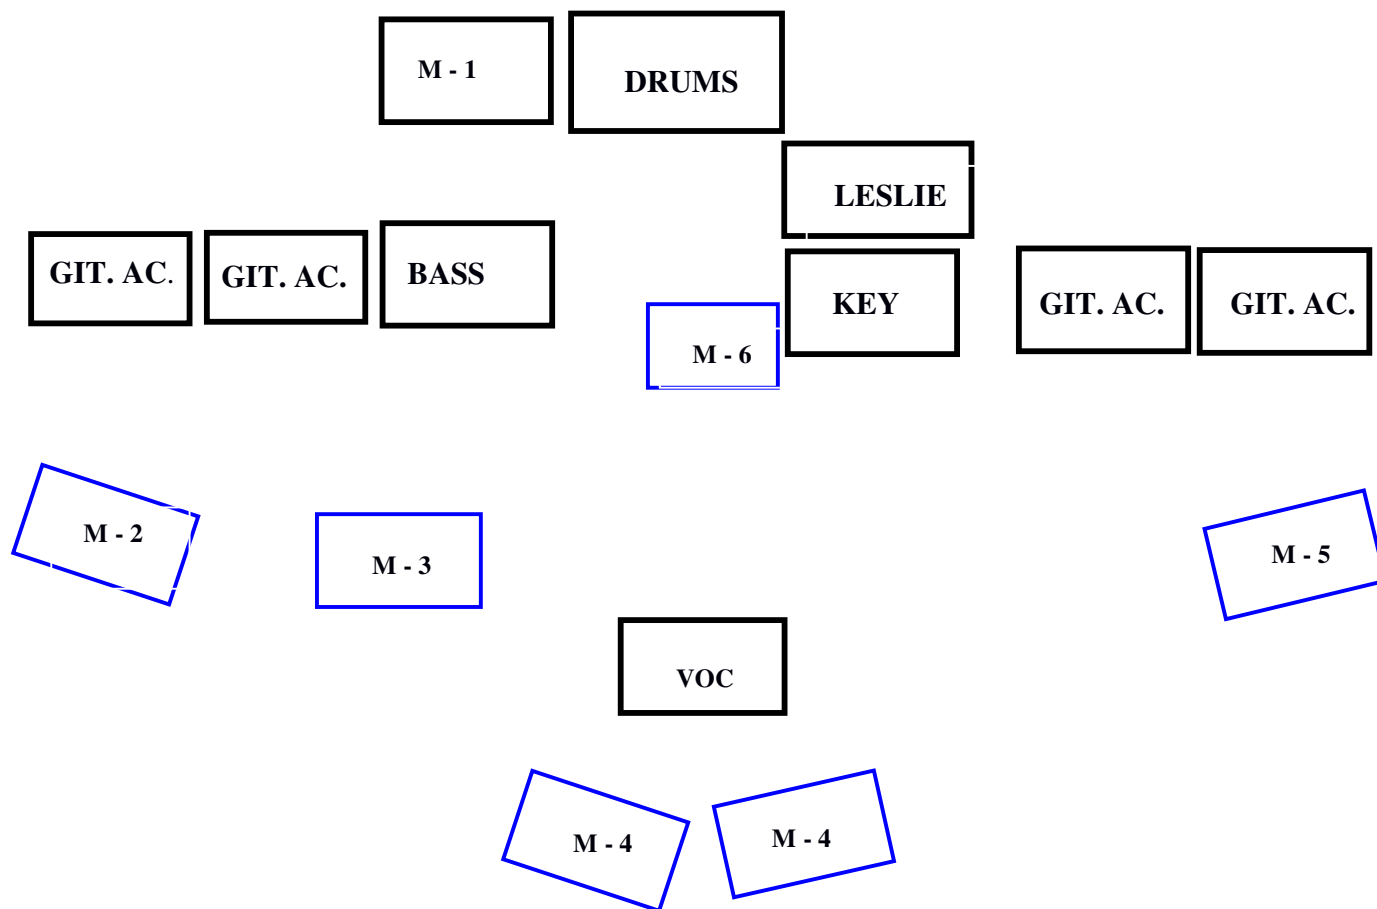 M - 1
DRUMS
LESLIE
GIT. AC.
GIT. AC.
BASS
KEY
GIT. AC.
GIT. AC.
M - 6
M - 2
M - 3
M - 5
VOC
M - 4
M - 4